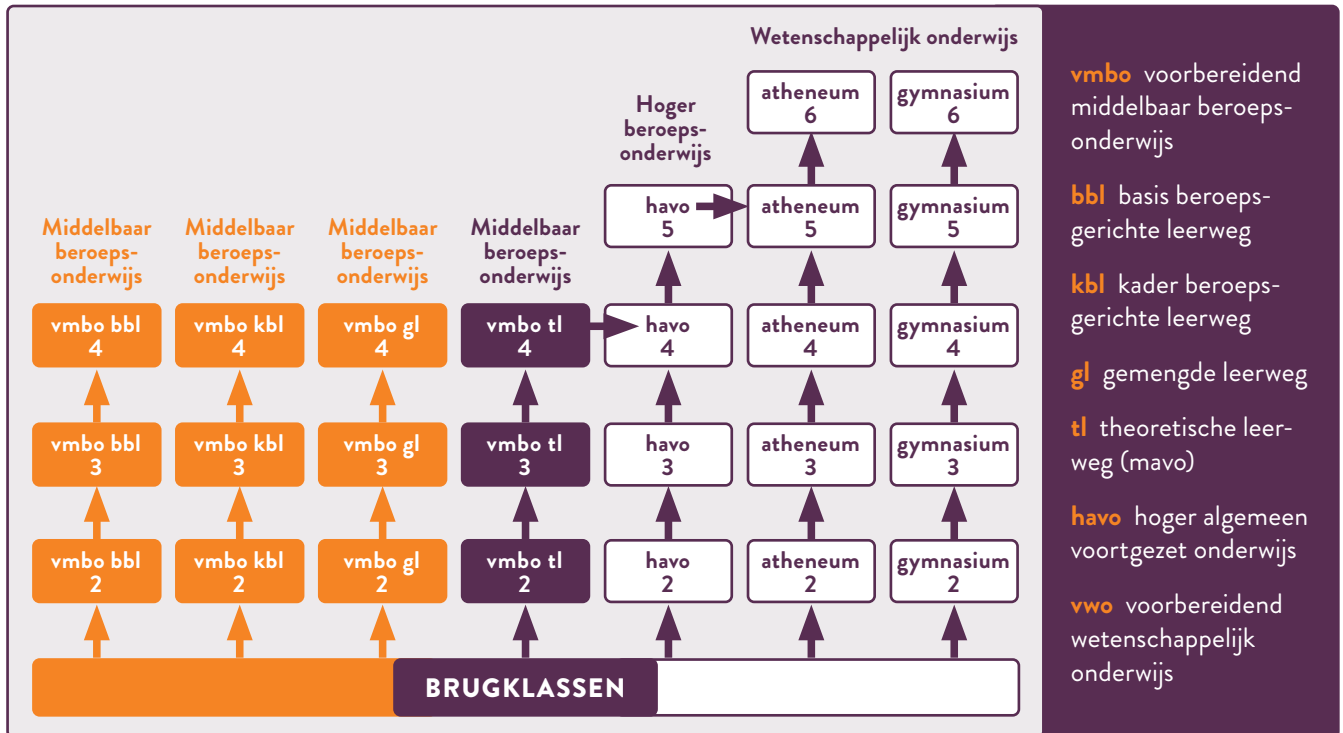 Wetenschappelijk onderwijs
atheneum
6
gymnasium
6
Hoger
beroeps-
onderwijs
havo
5
atheneum
5
gymnasium
5
Middelbaar
beroeps-
onderwijs
Middelbaar
beroeps-
onderwijs
Middelbaar
beroeps-
onderwijs
Middelbaar
beroeps-
onderwijs
vmbo bbl
4
vmbo kbl
4
vmbo gl
4
vmbo tl
4
havo
4
atheneum
4
gymnasium
4
vmbo bbl
3
vmbo kbl
3
vmbo gl
3
vmbo tl
3
havo
3
atheneum
3
gymnasium
3
vmbo bbl
2
vmbo kbl
2
vmbo gl
2
vmbo tl
2
havo
2
atheneum
2
gymnasium
2
BRUGKLASSEN
vmbo voorbereidend
middelbaar beroeps-
onderwijs
bbl basis beroeps-
gerichte leerweg
kbl kader beroeps-
gerichte leerweg
gl gemengde leerweg
tl theoretische leer-
weg (mavo)
havo hoger algemeen
voortgezet onderwijs
vwo voorbereidend
wetenschappelijk
onderwijs